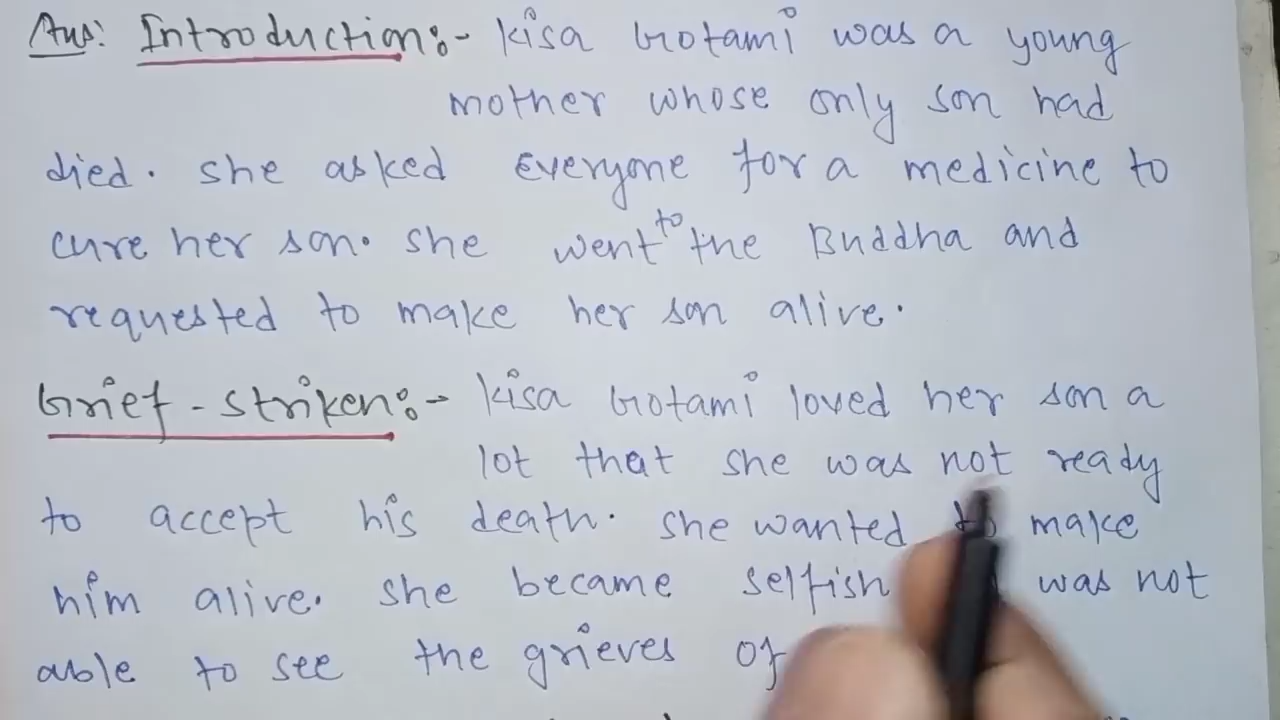 Ans: Introduction:- Kisa Gotami was a young
mother whose only son had
died. she asked everyone for a medicine to
cure her son. she went to the Buddha and
requested to make her son alive.
Grief-striken:- Kisa Gotami loved her son a
lot that she was not ready
to accept his death. she wanted to make
him alive. she became selfish was not
able to see the grieves of